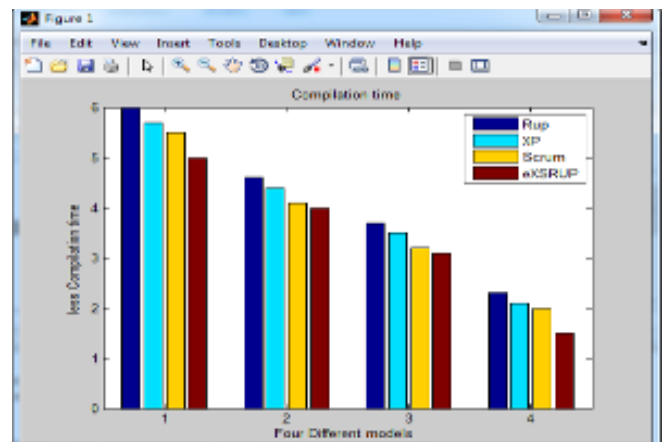 Figure 1
File Edit View Insert Tools Desktop Window Help
Compilation time
Rup
XP
Scrum
eXSRUP
less Compilation time
6
5
4
3
2
1
0
1 2 3 4
Four Different models